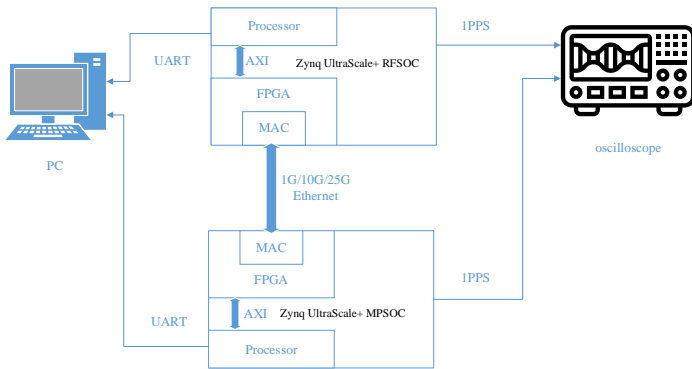 Processor
1PPS
UART
AXI
Zynq UltraScale+ RFSOC
FPGA
MAC
PC
oscilloscope
1G/10G/25G
Ethernet
MAC
FPGA
1PPS
UART
AXI
Zynq UltraScale+ MPSOC
Processor